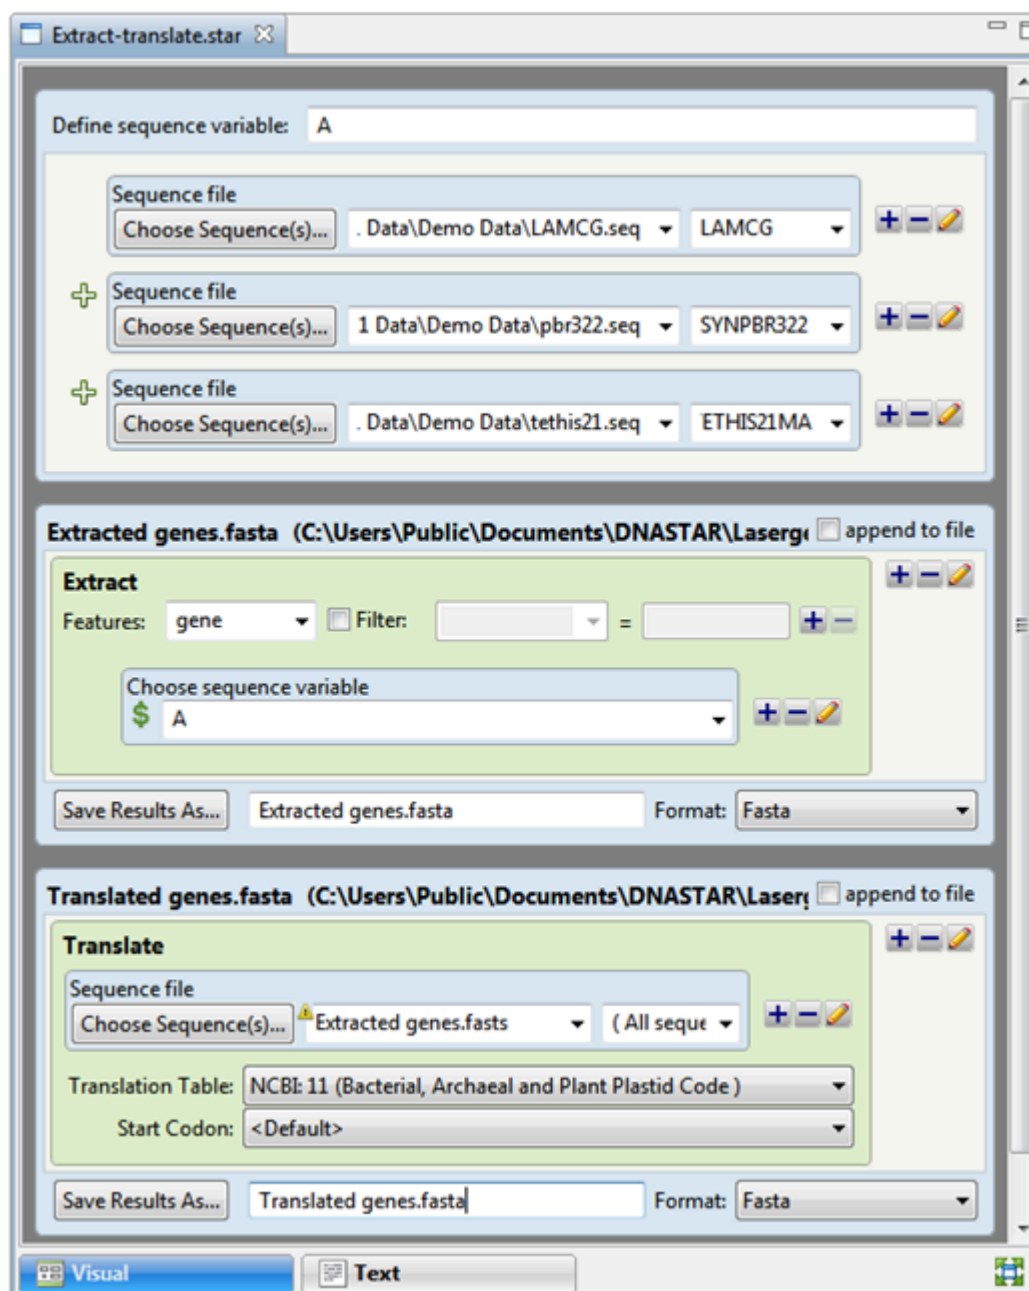 Extract-translate.star
Define sequence variable: A
Sequence file
Choose Sequence(s)... . Data\Demo Data\LAMCG.seq LAMCG
Sequence file
Choose Sequence(s)... 1 Data\Demo Data\pbr322.seq SYNPBR322
Sequence file
Choose Sequence(s)... . Data\Demo Data\tethis21.seq ETHIS21MA
Extracted genes.fasta (C:\Users\Public\Documents\DNASTAR\Laserge append to file
Extract
Features: gene Filter: =
Choose sequence variable
$ A
Save Results As... Extracted genes.fasta Format: Fasta
Translated genes.fasta (C:\Users\Public\Documents\DNASTAR\Laserg append to file
Translate
Sequence file
Choose Sequence(s)... Extracted genes.fasts ( All seque
Translation Table: NCBI: 11 (Bacterial, Archaeal and Plant Plastid Code )
Start Codon: <Default>
Save Results As... Translated genes.fasta Format: Fasta
Visual Text